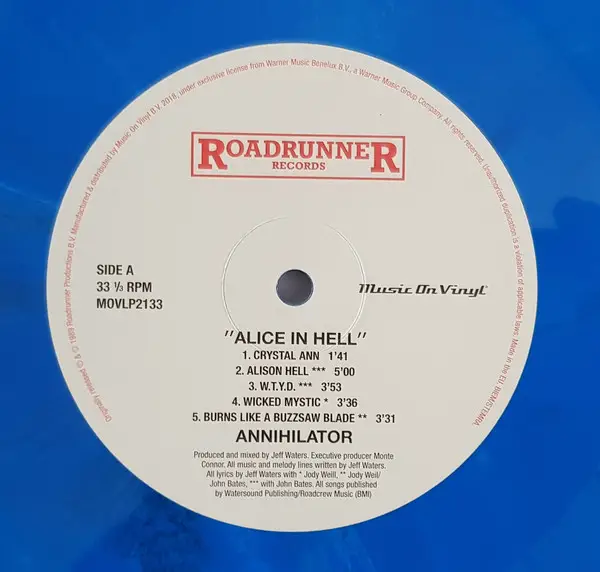 Originally released ℗ & © 1989 Roadrunner Productions B.V. Manufactured & distributed by Music On Vinyl B.V. 2018, under exclusive license from Warner Music Benelux B.V., a Warner Music Group Company. All rights reserved. Unauthorized duplication is a violation of applicable laws. Made in the EU. BIEM/STEMRA.
ROADRUNNER
RECORDS
SIDE A
33 ⅓ RPM
MOVLP2133
Music On Vinyl
"ALICE IN HELL"
1. CRYSTAL ANN 1'41
2. ALISON HELL *** 5'00
3. W.T.Y.D. *** 3'53
4. WICKED MYSTIC * 3'36
5. BURNS LIKE A BUZZSAW BLADE ** 3'31
ANNIHILATOR
Produced and mixed by Jeff Waters. Executive producer Monte
Connor. All music and melody lines written by Jeff Waters.
All lyrics by Jeff Waters with * Jody Weill, ** Jody Weil/
John Bates, *** with John Bates. All songs published
by Watersound Publishing/Roadcrew Music (BMI)